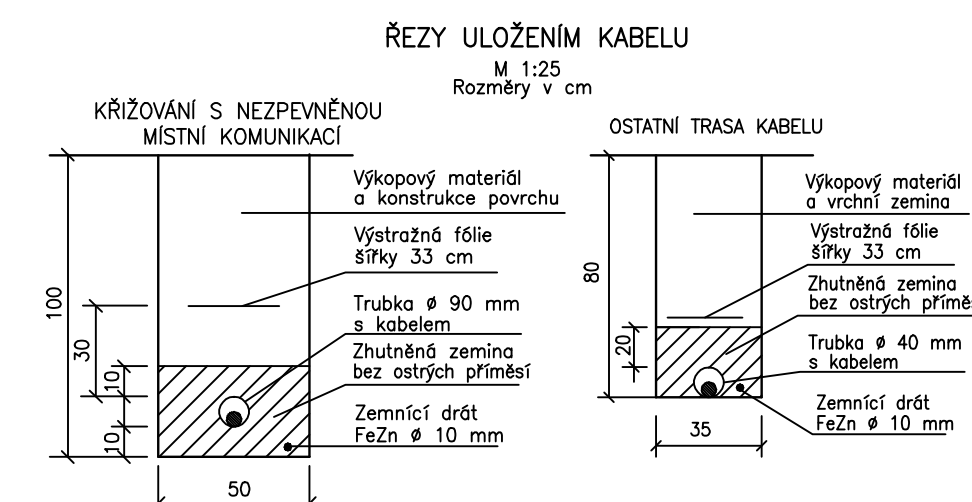 ŘEZY ULOŽENÍM KABELU
M 1:25
Rozměry v cm
KŘIŽOVÁNÍ S NEZPEVNĚNOU
MÍSTNÍ KOMUNIKACÍ
Výkopový materiál
a konstrukce povrchu
Výstražná fólie
šířky 33 cm
Trubka ø 90 mm
s kabelem
Zhutněná zemina
bez ostrých příměsí
Zemnící drát
FeZn ø 10 mm
100
30
10
10
50
OSTATNÍ TRASA KABELU
Výkopový materiál
a vrchní zemina
Výstražná fólie
šířky 33 cm
Zhutněná zemina
bez ostrých přímě
Trubka ø 40 mm
s kabelem
Zemnící drát
FeZn ø 10 mm
80
20
35